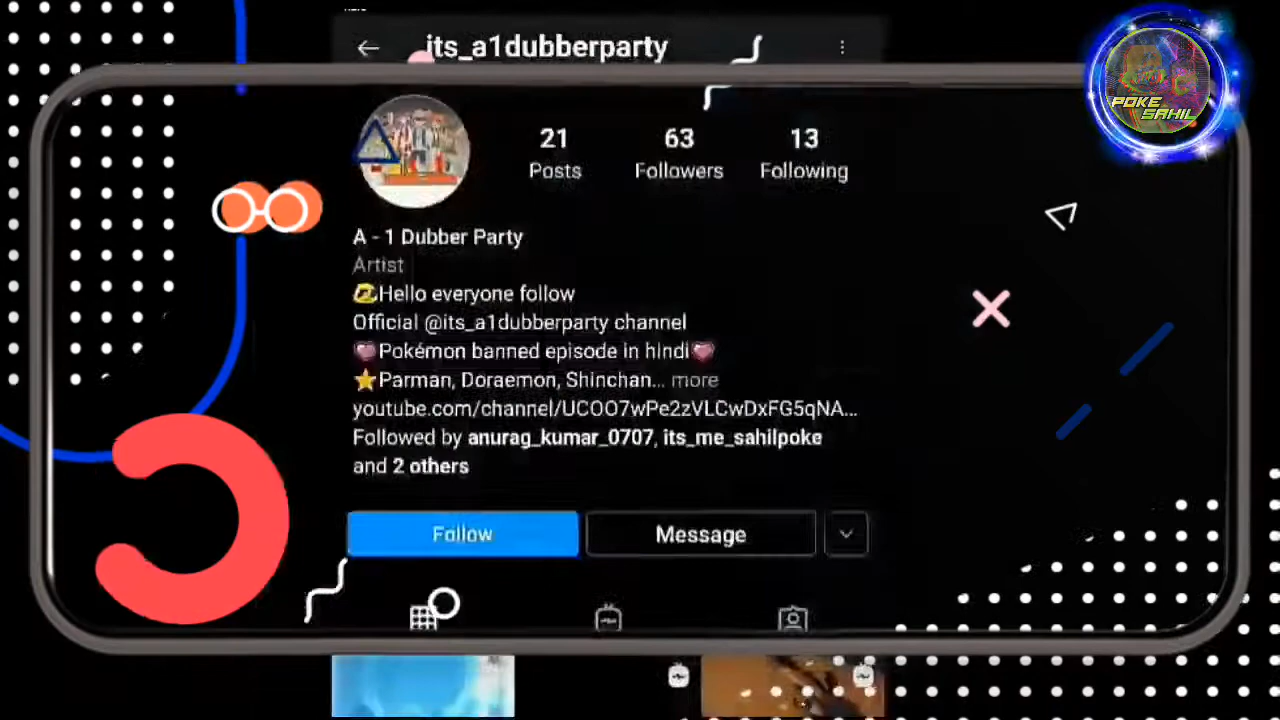 its_a1dubberparty
POKE
SAHIL
21
63
13
Posts
Followers
Following
A - 1 Dubber Party
Artist
Hello everyone follow
Official @its_a1dubberparty channel
Pokémon banned episode in hindi
Parman, Doraemon, Shinchan... more
youtube.com/channel/UCOO7wPe2zVLCwDxFG5qNA...
Followed by anurag_kumar_0707, its_me_sahilpoke
and 2 others
Follow
Message